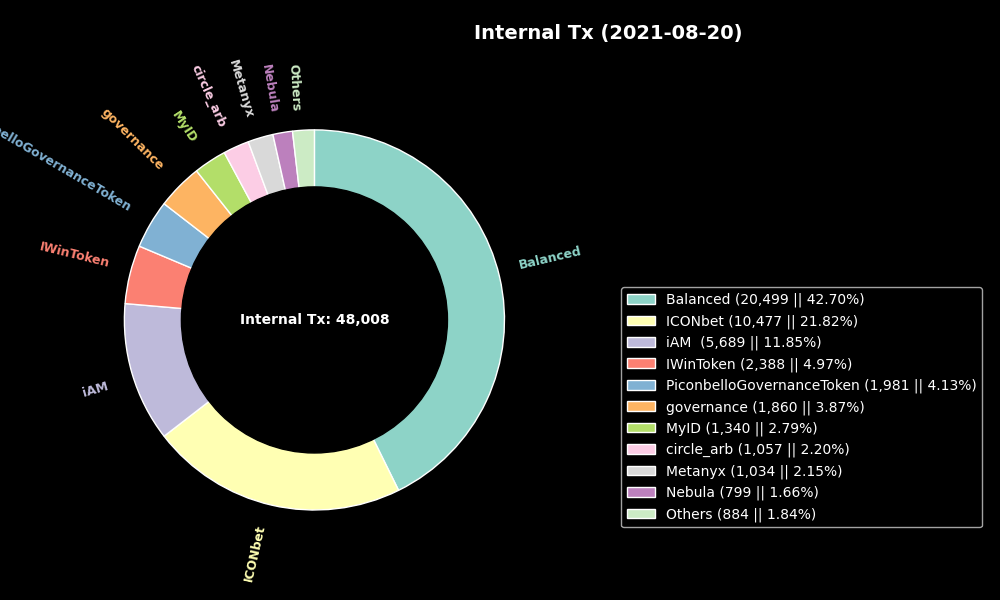 Internal Tx (2021-08-20)
Others
Nebula
Metanyx
circle_arb
MyID
governance
belloGovernanceToken
IWinToken
iAM
ICONbet
Balanced
Internal Tx: 48,008
Balanced (20,499 || 42.70%)
ICONbet (10,477 || 21.82%)
iAM  (5,689 || 11.85%)
IWinToken (2,388 || 4.97%)
PiconbelloGovernanceToken (1,981 || 4.13%)
governance (1,860 || 3.87%)
MyID (1,340 || 2.79%)
circle_arb (1,057 || 2.20%)
Metanyx (1,034 || 2.15%)
Nebula (799 || 1.66%)
Others (884 || 1.84%)